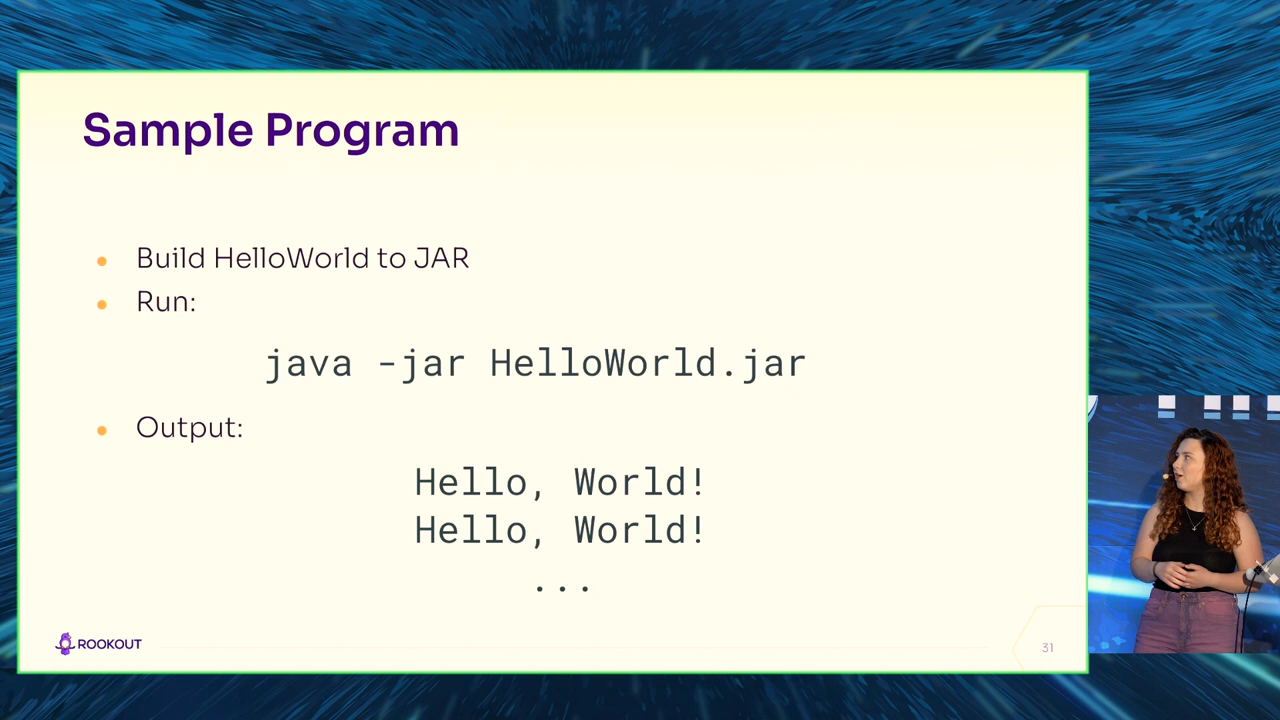 Sample Program
Build HelloWorld to JAR
Run:
java -jar HelloWorld.jar
Output:
Hello, World!
Hello, World!
...
ROOKOUT
31